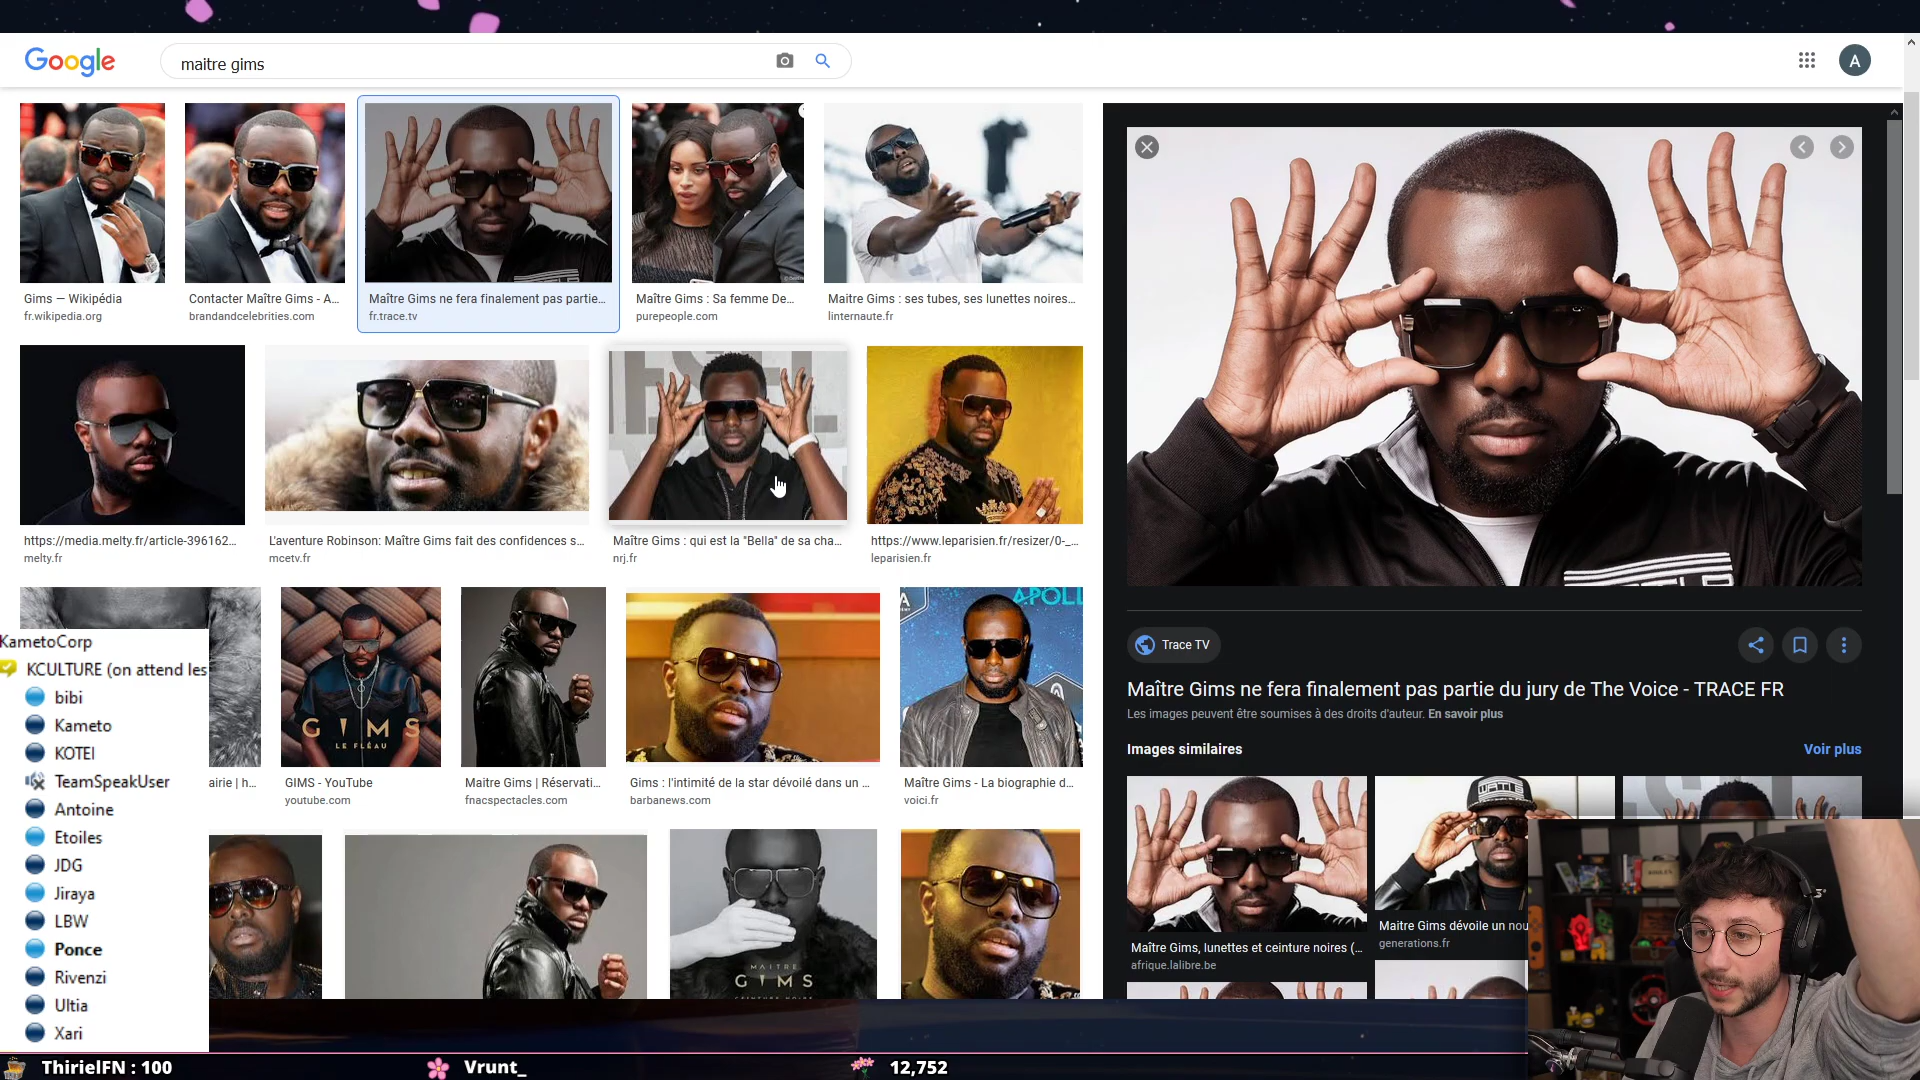 Google
maitre gims
A
Gims — Wikipédia
fr.wikipedia.org
Contacter Maître Gims - A...
brandandcelebrities.com
Maître Gims ne fera finalement pas partie...
fr.trace.tv
Maître Gims : Sa femme De...
purepeople.com
Maitre Gims : ses tubes, ses lunettes noires...
linternaute.fr
https://media.melty.fr/article-396162...
melty.fr
L'aventure Robinson: Maître Gims fait des confidences s...
mcetv.fr
Maître Gims : qui est la "Bella" de sa cha...
nrj.fr
https://www.leparisien.fr/resizer/0-_...
leparisien.fr
GIMS
LE FLÉAU
APOLL
airie | h...
GIMS - YouTube
youtube.com
Maitre Gims | Réservati...
fnacspectacles.com
Gims : l'intimité de la star dévoilé dans un ...
barbanews.com
Maître Gims - La biographie d...
voici.fr
MAITRE
GIMS
CEINTURE NOIRE
Trace TV
Maître Gims ne fera finalement pas partie du jury de The Voice - TRACE FR
Les images peuvent être soumises à des droits d'auteur. En savoir plus
Images similaires
Voir plus
Maître Gims, lunettes et ceinture noires (...
afrique.lalibre.be
Maitre Gims dévoile un nou
generations.fr
KametoCorp
KCULTURE (on attend les
bibi
Kameto
KOTEI
TeamSpeakUser
Antoine
Etoiles
JDG
Jiraya
LBW
Ponce
Rivenzi
Ultia
Xari
ThirielFN : 100
Vrunt_
12,752